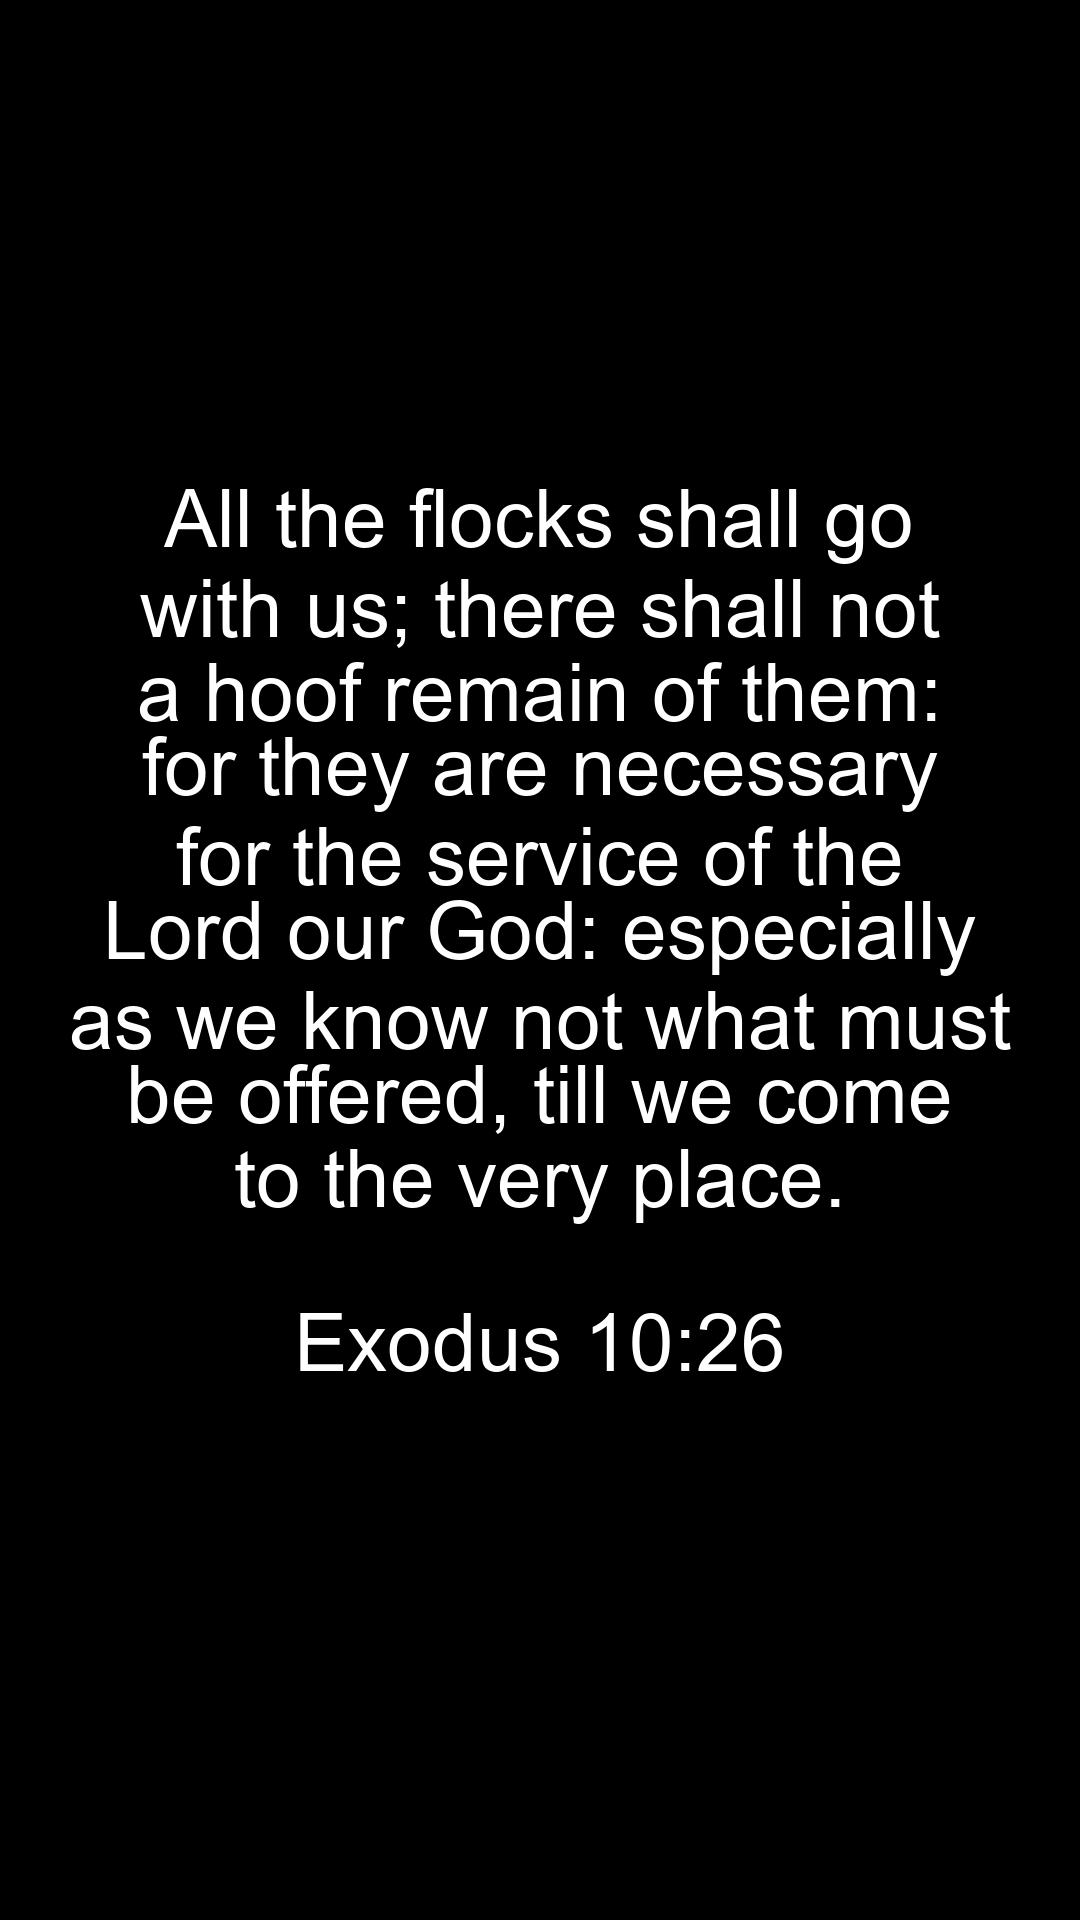 All the flocks shall go
with us; there shall not
a hoof remain of them:
for they are necessary
for the service of the
Lord our God: especially
as we know not what must
be offered, till we come
to the very place.
Exodus 10:26